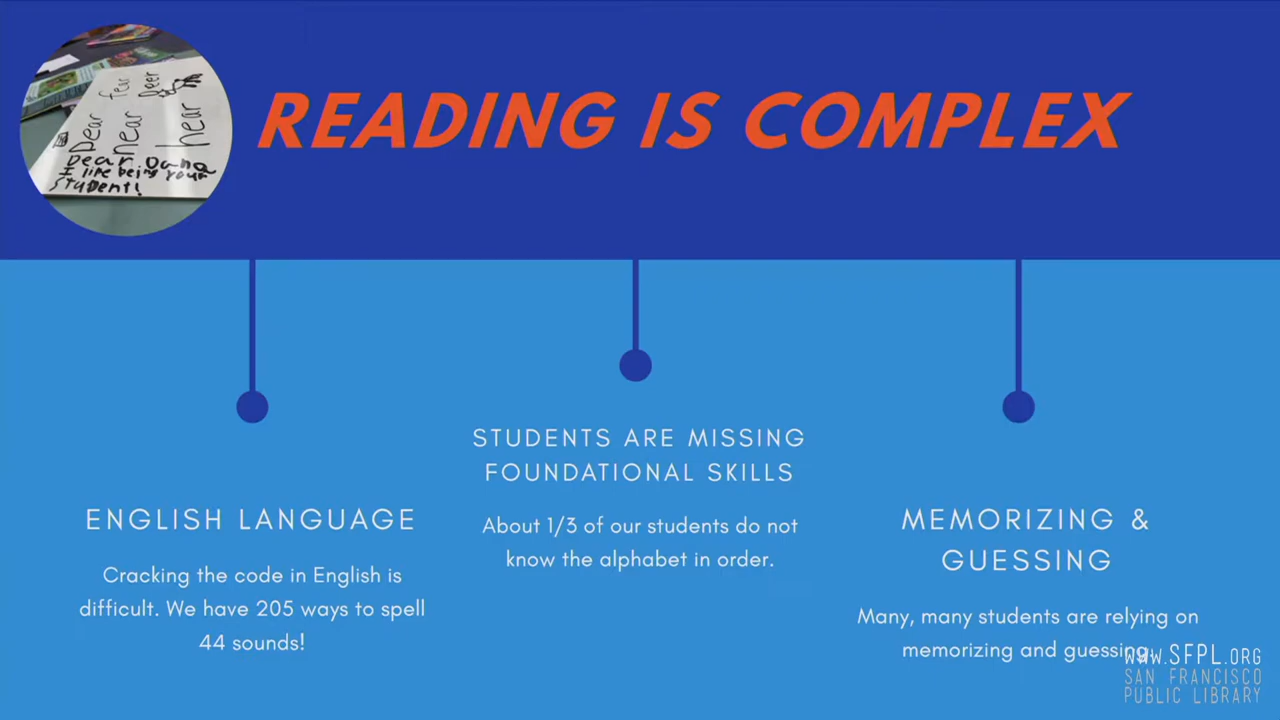 READING IS COMPLEX
Dear fear
near Deer
hear
Dear Dana
I like being your
student!
ENGLISH LANGUAGE
Cracking the code in English is
difficult. We have 205 ways to spell
44 sounds!
STUDENTS ARE MISSING
FOUNDATIONAL SKILLS
About 1/3 of our students do not
know the alphabet in order.
MEMORIZING &
GUESSING
Many, many students are relying on
memorizing and guessing.
www.SFPL.ORG
SAN FRANCISCO
PUBLIC LIBRARY